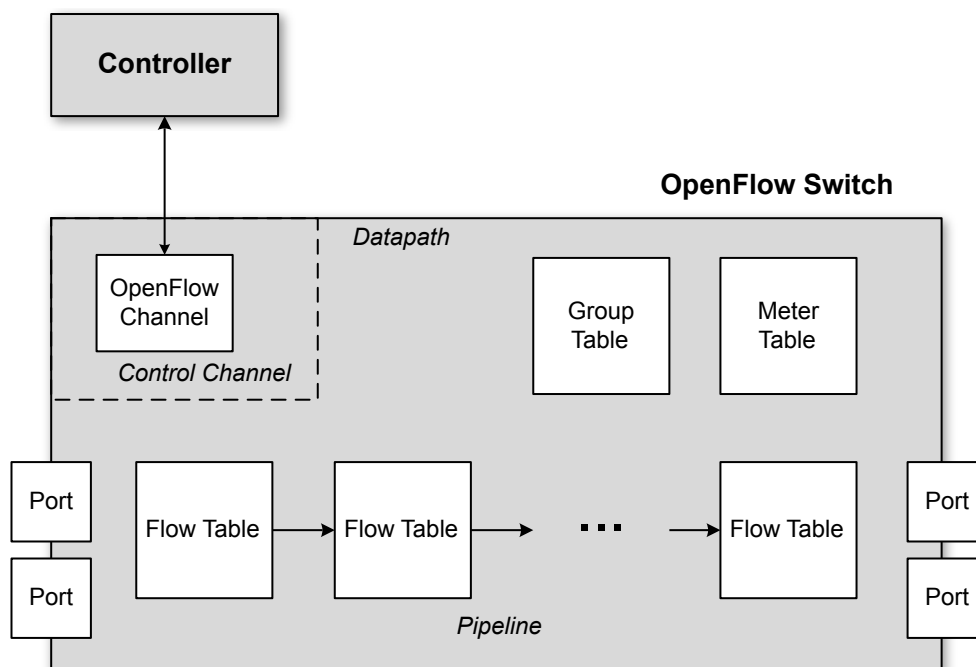 Controller
OpenFlow Switch
Datapath
OpenFlow
Channel
Control Channel
Group
Table
Meter
Table
Port
Port
Flow Table
Flow Table
...
Flow Table
Port
Port
Pipeline